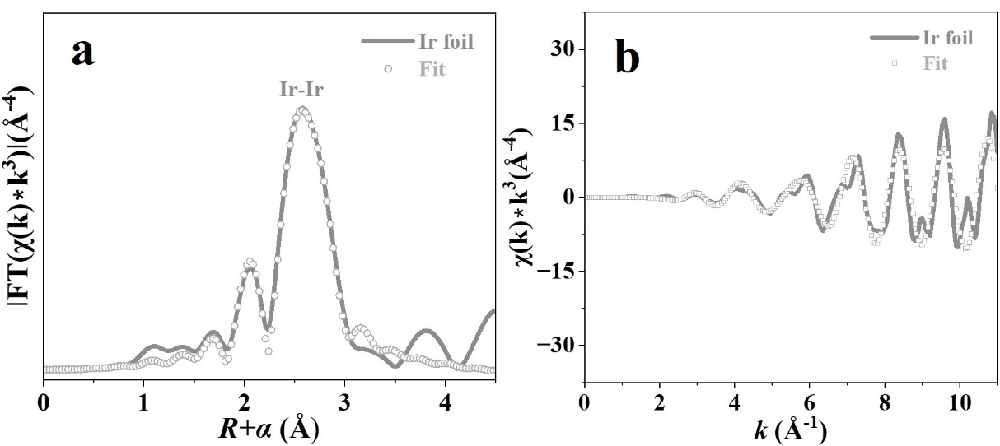 a
Ir foil
Fit
Ir-Ir
|FT(χ(k)*k³)|(Å⁻⁴)
0 1 2 3 4
R+α (Å)
b
Ir foil
Fit
30
15
0
−15
−30
χ(k)*k³(Å⁻⁴)
0 2 4 6 8 10
k (Å⁻¹)